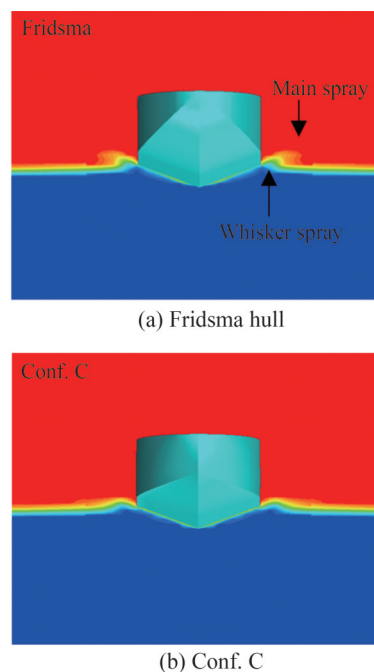 Fridsma
Main spray
Whisker spray
(a) Fridsma hull
Conf. C
(b) Conf. C